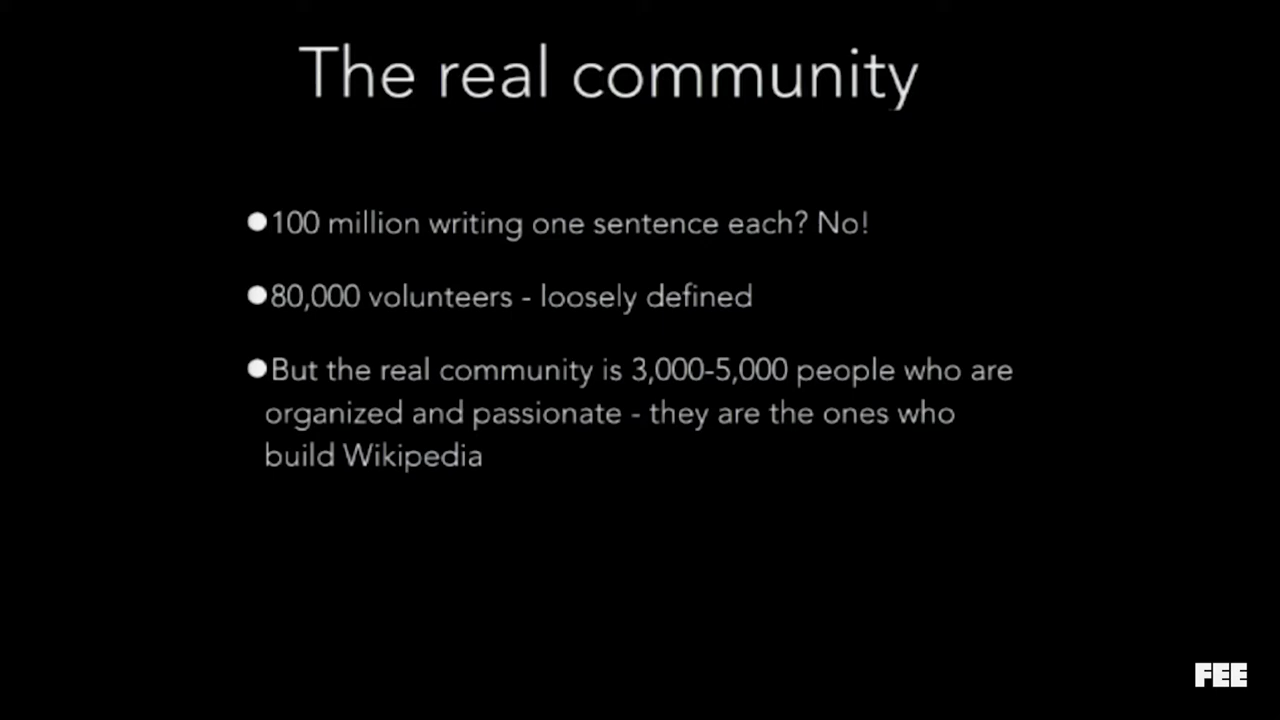 The real community
●100 million writing one sentence each? No!
●80,000 volunteers - loosely defined
●But the real community is 3,000-5,000 people who are
organized and passionate - they are the ones who
build Wikipedia
FEE